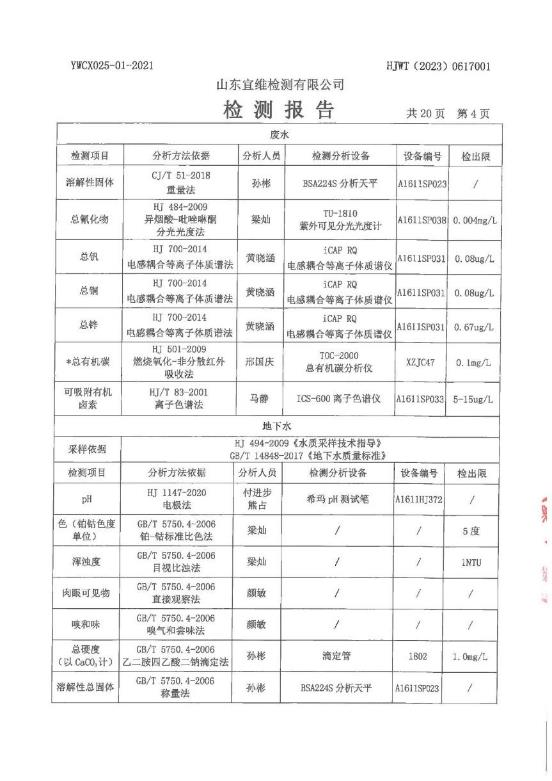 YWCX025-01-2021 HJWT（2023）0617001
山东宜维检测有限公司
检测报告 共20页 第4页
废水
检测项目 分析方法依据 分析人员 检测分析设备 设备编号 检出限
溶解性固体 CJ/T 51-2018 重量法 孙彬 BSA224S 分析天平 A1611SP023 /
总氰化物 HJ 484-2009 异烟酸-吡唑啉酮分光光度法 梁灿 TU-1810 紫外可见分光光度计 A1611SP038 0.004mg/L
总钒 HJ 700-2014 电感耦合等离子体质谱法 黄晓涵 iCAP RQ 电感耦合等离子体质谱仪 A1611SP031 0.08ug/L
总铜 HJ 700-2014 电感耦合等离子体质谱法 黄晓涵 iCAP RQ 电感耦合等离子体质谱仪 A1611SP031 0.08ug/L
总锌 HJ 700-2014 电感耦合等离子体质谱法 黄晓涵 iCAP RQ 电感耦合等离子体质谱仪 A1611SP031 0.67ug/L
*总有机碳 HJ 501-2009 燃烧氧化-非分散红外吸收法 邢国庆 TOC-2000 总有机碳分析仪 XZJC47 0.1mg/L
可吸附有机卤素 HJ/T 83-2001 离子色谱法 马静 ICS-600 离子色谱仪 A1611SP033 5-15ug/L
地下水
采样依据 HJ 494-2009《水质采样技术指导》
GB/T 14848-2017《地下水质量标准》
检测项目 分析方法依据 分析人员 检测分析设备 设备编号 检出限
pH HJ 1147-2020 电极法 付进步 熊占 希玛 pH 测试笔 A1611HJ372 /
色（铂钴色度单位） GB/T 5750.4-2006 铂-钴标准比色法 梁灿 / / 5 度
浑浊度 GB/T 5750.4-2006 目视比浊法 梁灿 / / 1NTU
肉眼可见物 GB/T 5750.4-2006 直接观察法 颜敏 / / /
嗅和味 GB/T 5750.4-2006 嗅气和尝味法 颜敏 / / /
总硬度（以 CaCO₃计） GB/T 5750.4-2006 乙二胺四乙酸二钠滴定法 孙彬 滴定管 1802 1.0mg/L
溶解性总固体 GB/T 5750.4-2006 称量法 孙彬 BSA224S 分析天平 A1611SP023 /